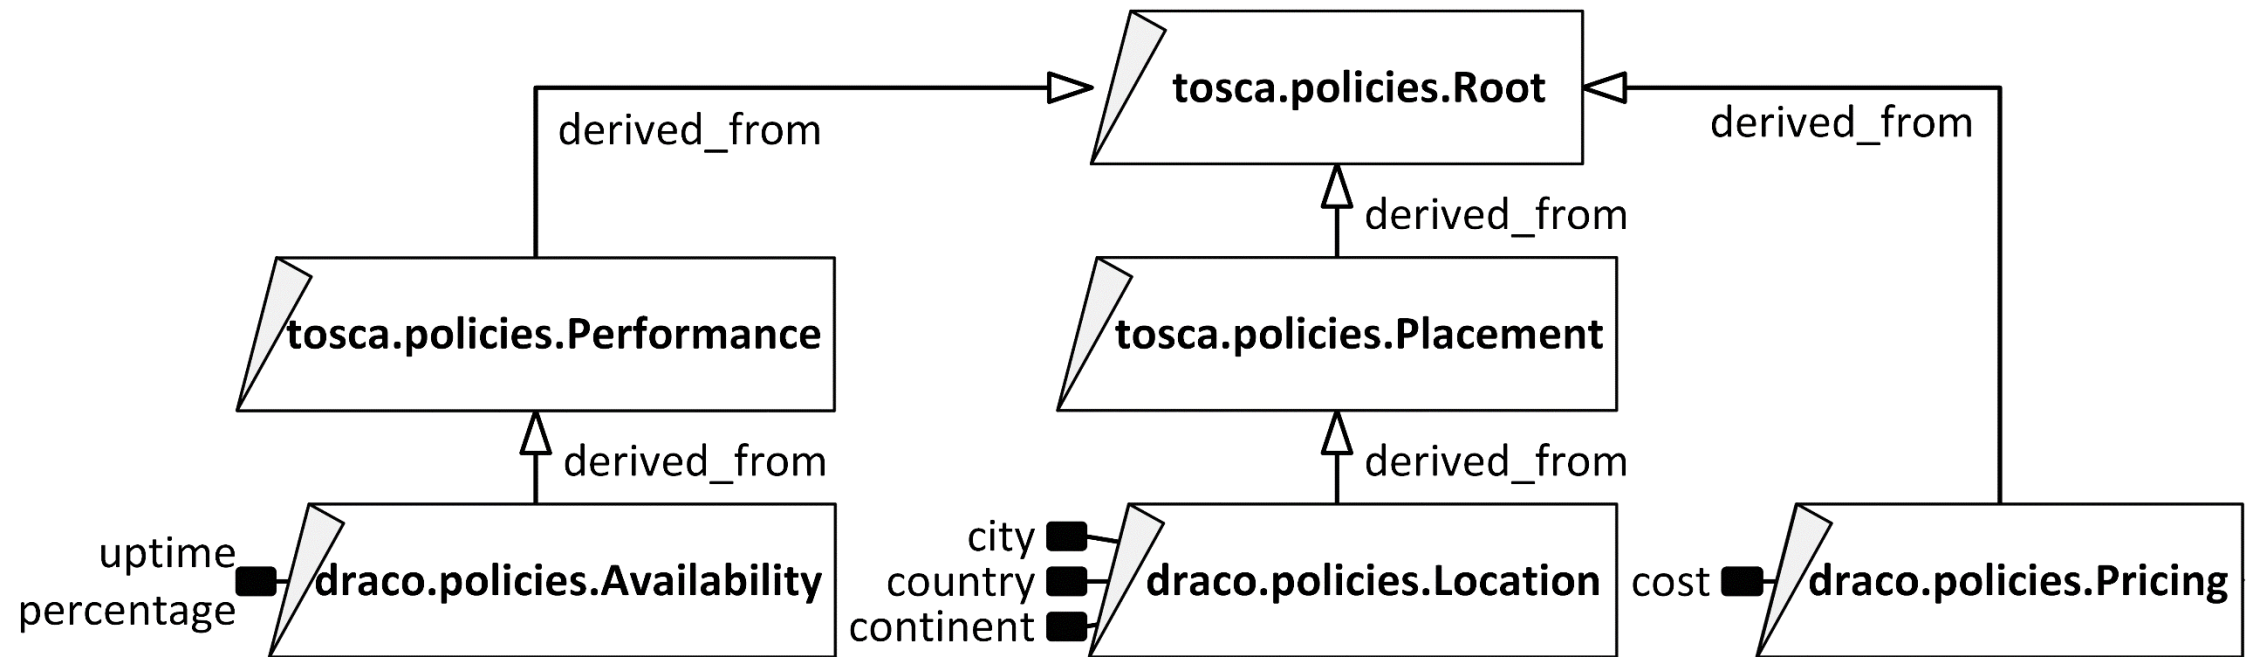 tosca.policies.Root
derived_from
derived_from
derived_from
tosca.policies.Performance
tosca.policies.Placement
derived_from
derived_from
uptime
percentage
draco.policies.Availability
city
country
continent
draco.policies.Location
cost
draco.policies.Pricing